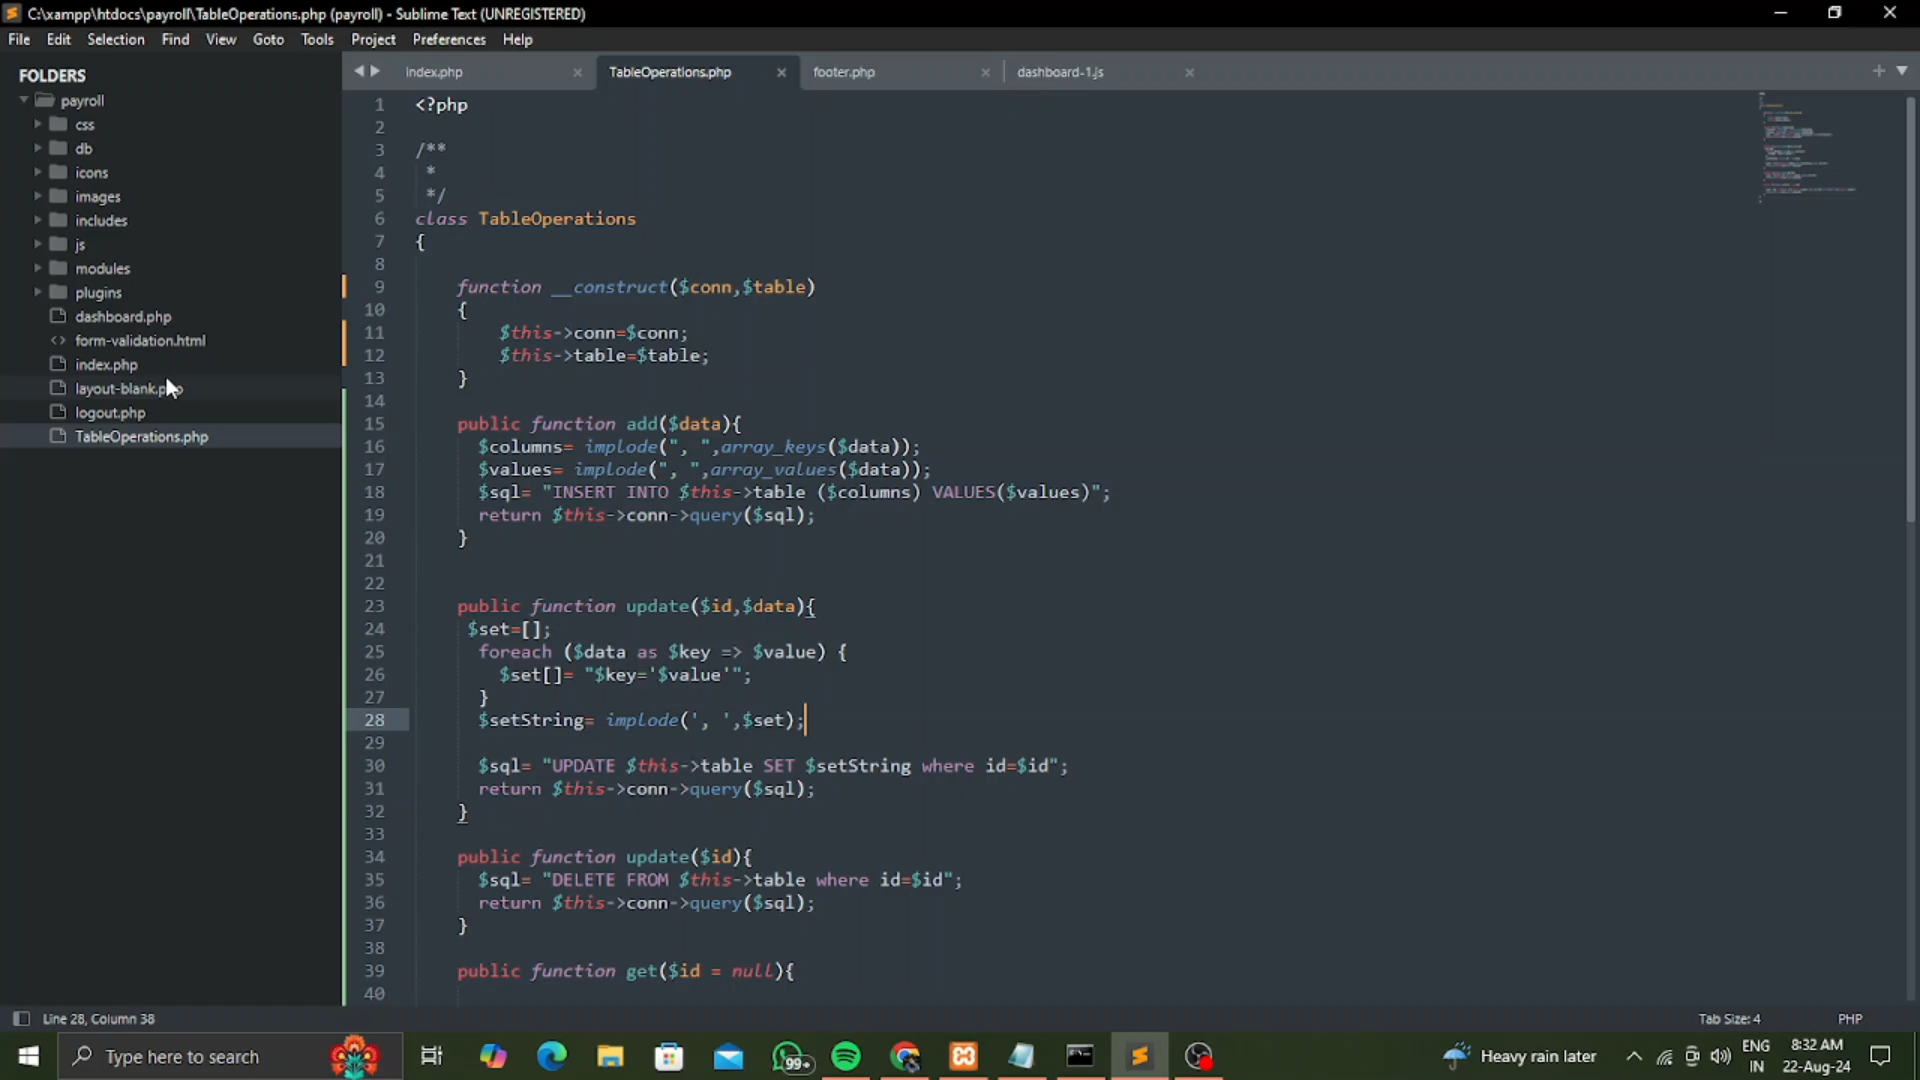 C:\xampp\htdocs\payroll\TableOperations.php (payroll) - Sublime Text (UNREGISTERED)
File Edit Selection Find View Goto Tools Project Preferences Help
FOLDERS
payroll
css
db
icons
images
includes
js
modules
plugins
dashboard.php
form-validation.html
index.php
layout-blank.php
logout.php
TableOperations.php
index.php TableOperations.php footer.php dashboard-1.js
1 <?php
2
3 /**
4 *
5 */
6 class TableOperations
7 {
8
9 function __construct($conn,$table)
10 {
11 $this->conn=$conn;
12 $this->table=$table;
13 }
14
15 public function add($data){
16 $columns= implode(", ",array_keys($data));
17 $values= implode(", ",array_values($data));
18 $sql= "INSERT INTO $this->table ($columns) VALUES($values)";
19 return $this->conn->query($sql);
20 }
21
22
23 public function update($id,$data){
24 $set=[];
25 foreach ($data as $key => $value) {
26 $set[]= "$key='$value'";
27 }
28 $setString= implode(', ',$set);
29
30 $sql= "UPDATE $this->table SET $setString where id=$id";
31 return $this->conn->query($sql);
32 }
33
34 public function update($id){
35 $sql= "DELETE FROM $this->table where id=$id";
36 return $this->conn->query($sql);
37 }
38
39 public function get($id = null){
40
Line 28, Column 38 Tab Size: 4 PHP
Type here to search 99+ Heavy rain later ENG IN 8:32 AM 22-Aug-24